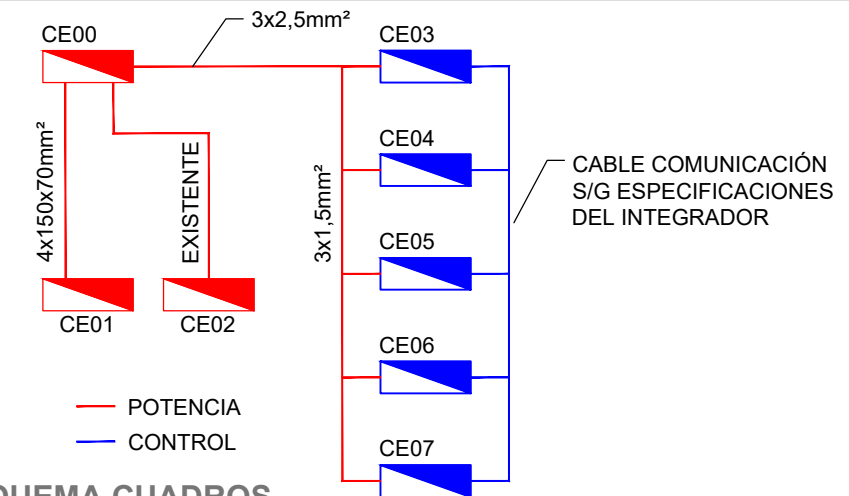 3x2,5mm²
CE00
CE03
4x150x70mm²
EXISTENTE
3x1,5mm²
CE04
CABLE COMUNICACIÓN
S/G ESPECIFICACIONES
DEL INTEGRADOR
CE05
CE01
CE02
CE06
POTENCIA
CONTROL
CE07
CUADROS